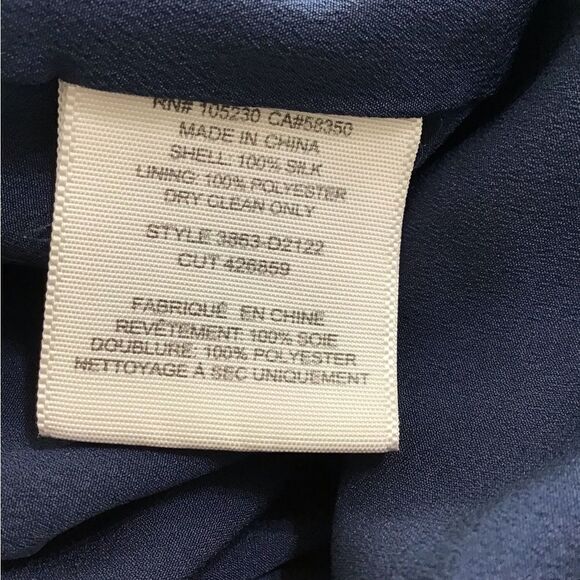 RN# 105230 CA#58350
MADE IN CHINA
SHELL: 100% SILK
LINING: 100% POLYESTER
DRY CLEAN ONLY
STYLE 3863-D2122
CUT 426859
FABRIQUÉ EN CHINE
REVÊTEMENT: 100% SOIE
DOUBLURE: 100% POLYESTER
NETTOYAGE À SEC UNIQUEMENT